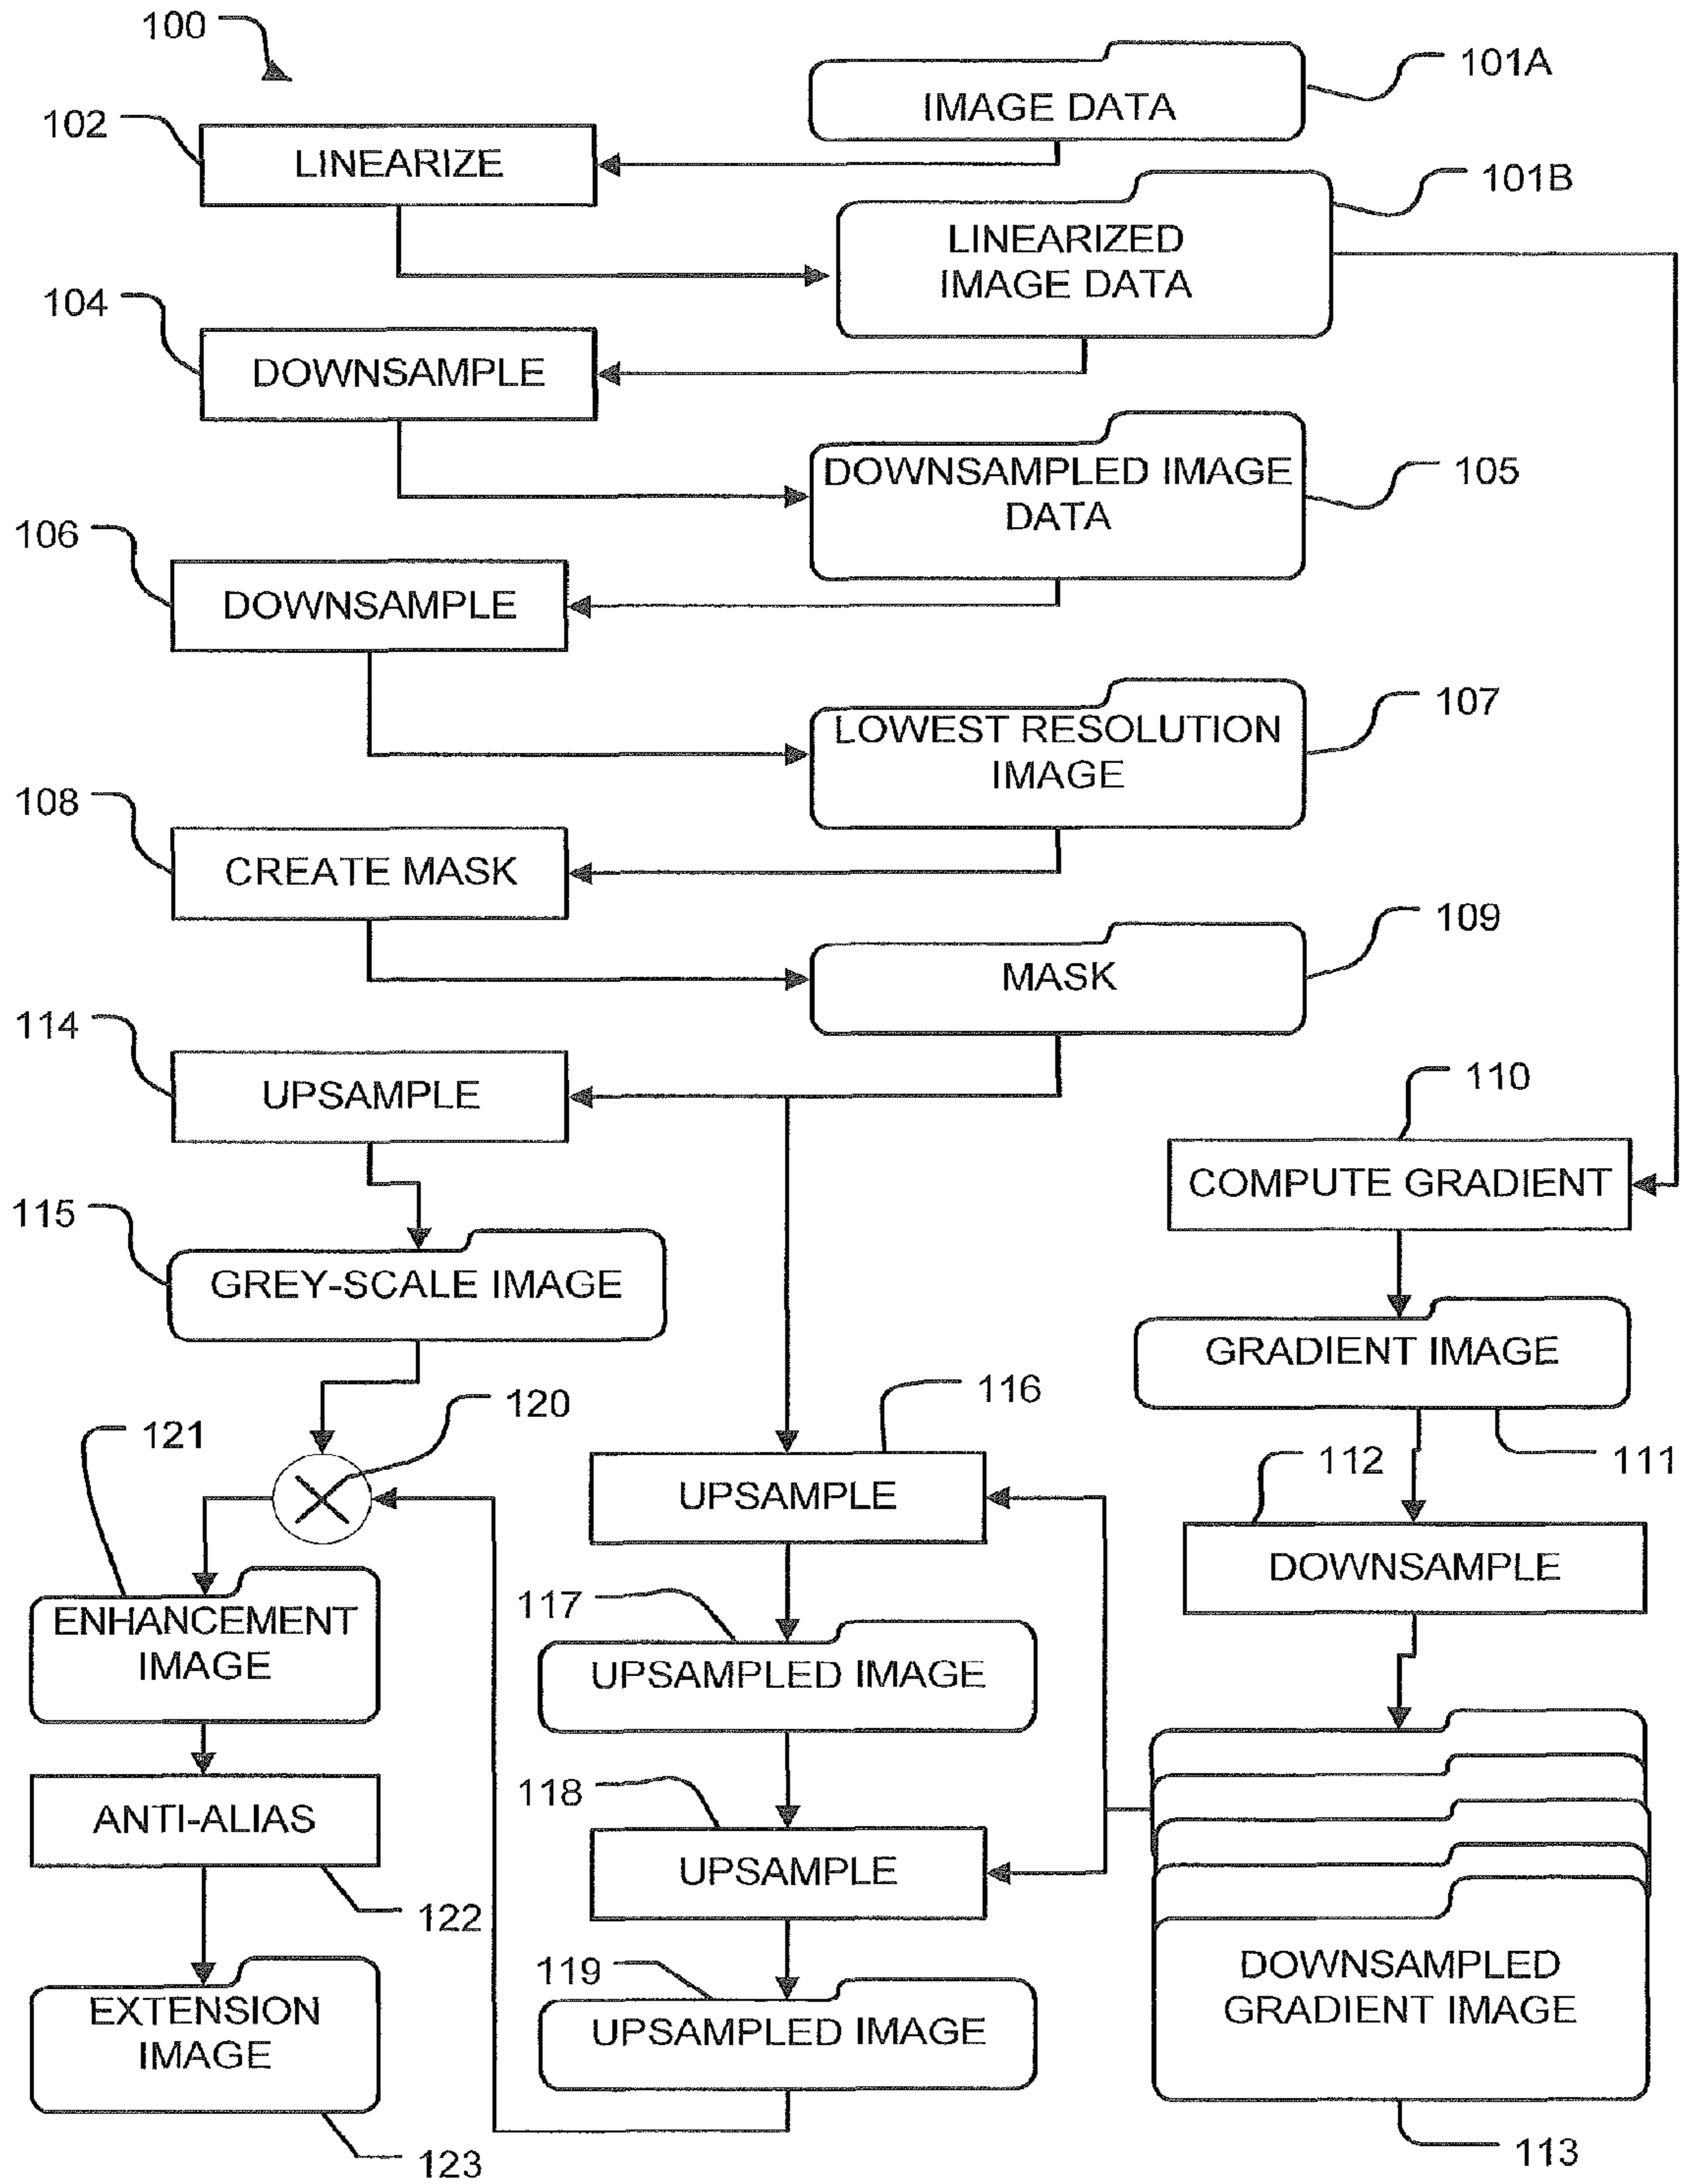 100
101A
IMAGE DATA
102
LINEARIZE
101B
LINEARIZED
IMAGE DATA
104
DOWNSAMPLE
105
DOWNSAMPLED IMAGE
DATA
106
DOWNSAMPLE
107
LOWEST RESOLUTION
IMAGE
108
CREATE MASK
109
MASK
114
UPSAMPLE
110
COMPUTE GRADIENT
115
GREY-SCALE IMAGE
GRADIENT IMAGE
111
120
116
UPSAMPLE
112
DOWNSAMPLE
121
ENHANCEMENT
IMAGE
117
UPSAMPLED IMAGE
ANTI-ALIAS
122
118
UPSAMPLE
EXTENSION
IMAGE
123
119
UPSAMPLED IMAGE
DOWNSAMPLED
GRADIENT IMAGE
113